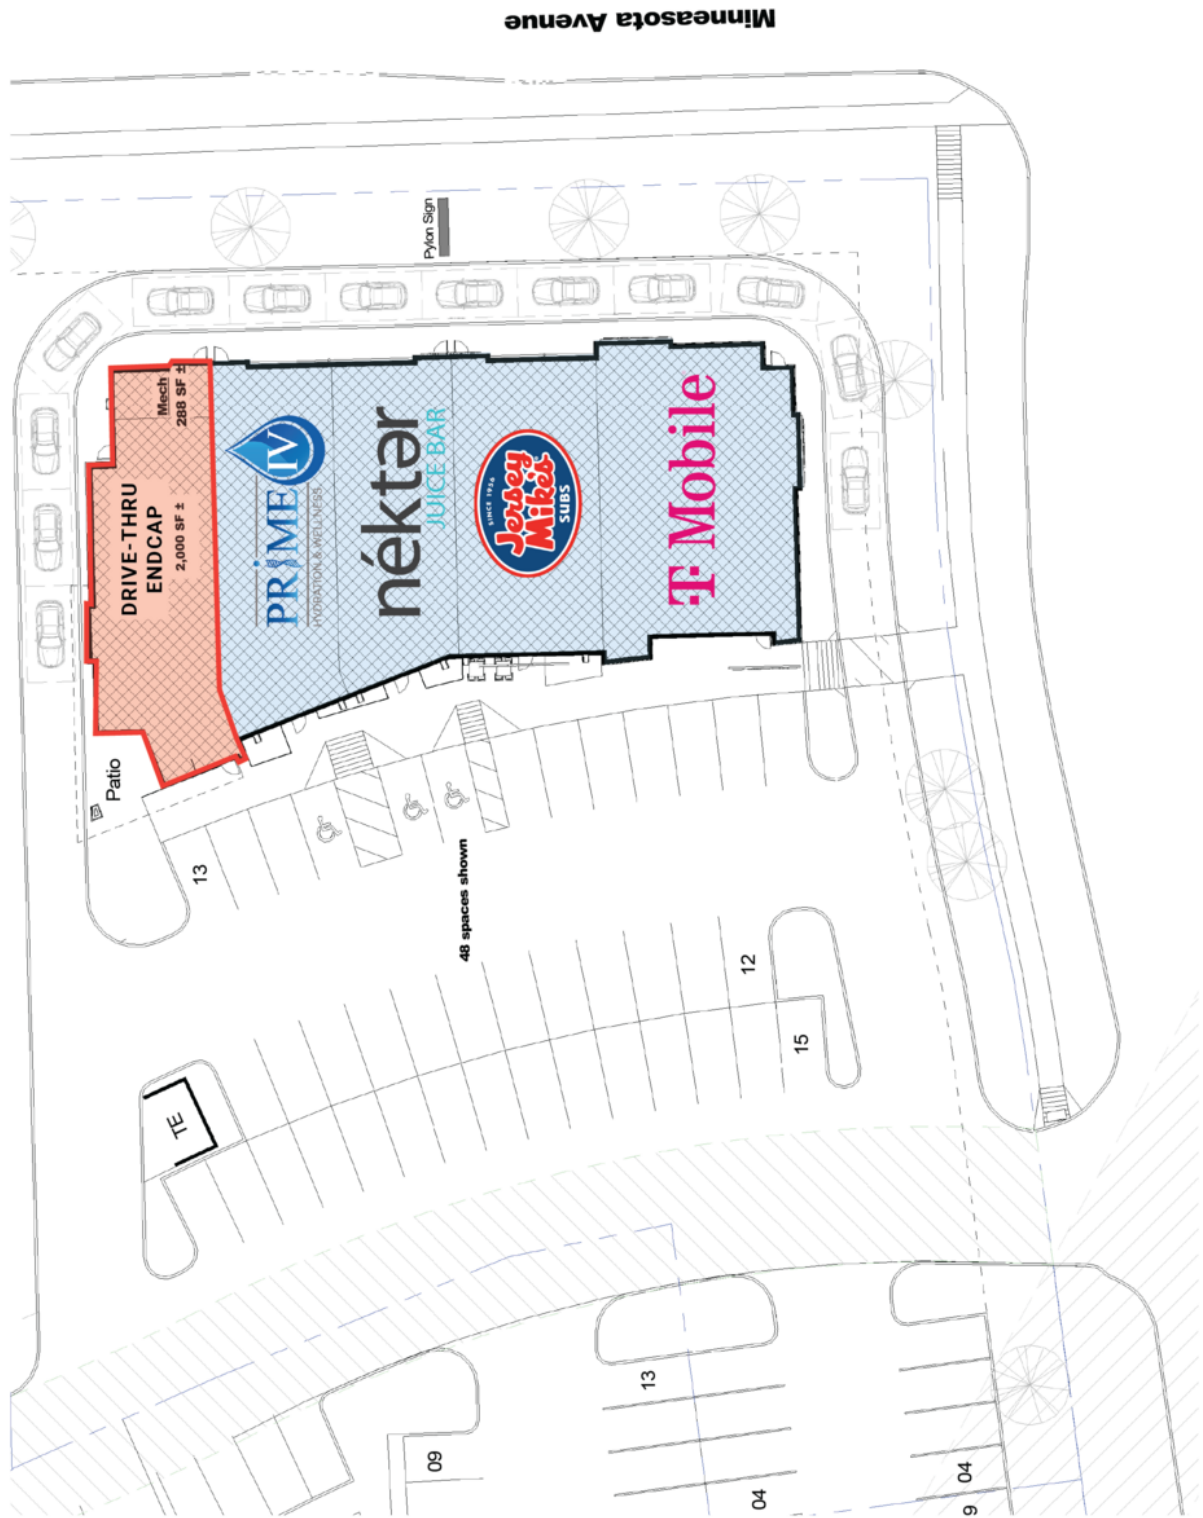 Minneasota Avenue
Pylon Sign
Mech
288 SF ±
DRIVE-THRU
ENDCAP
2,000 SF ±
PRIME IV
HYDRATION & WELLNESS
néktər
JUICE BAR
SINCE 1956
Jersey
Mike's
SUBS
T Mobile
Patio
13
48 spaces shown
12
15
TE
13
09
04
04
9